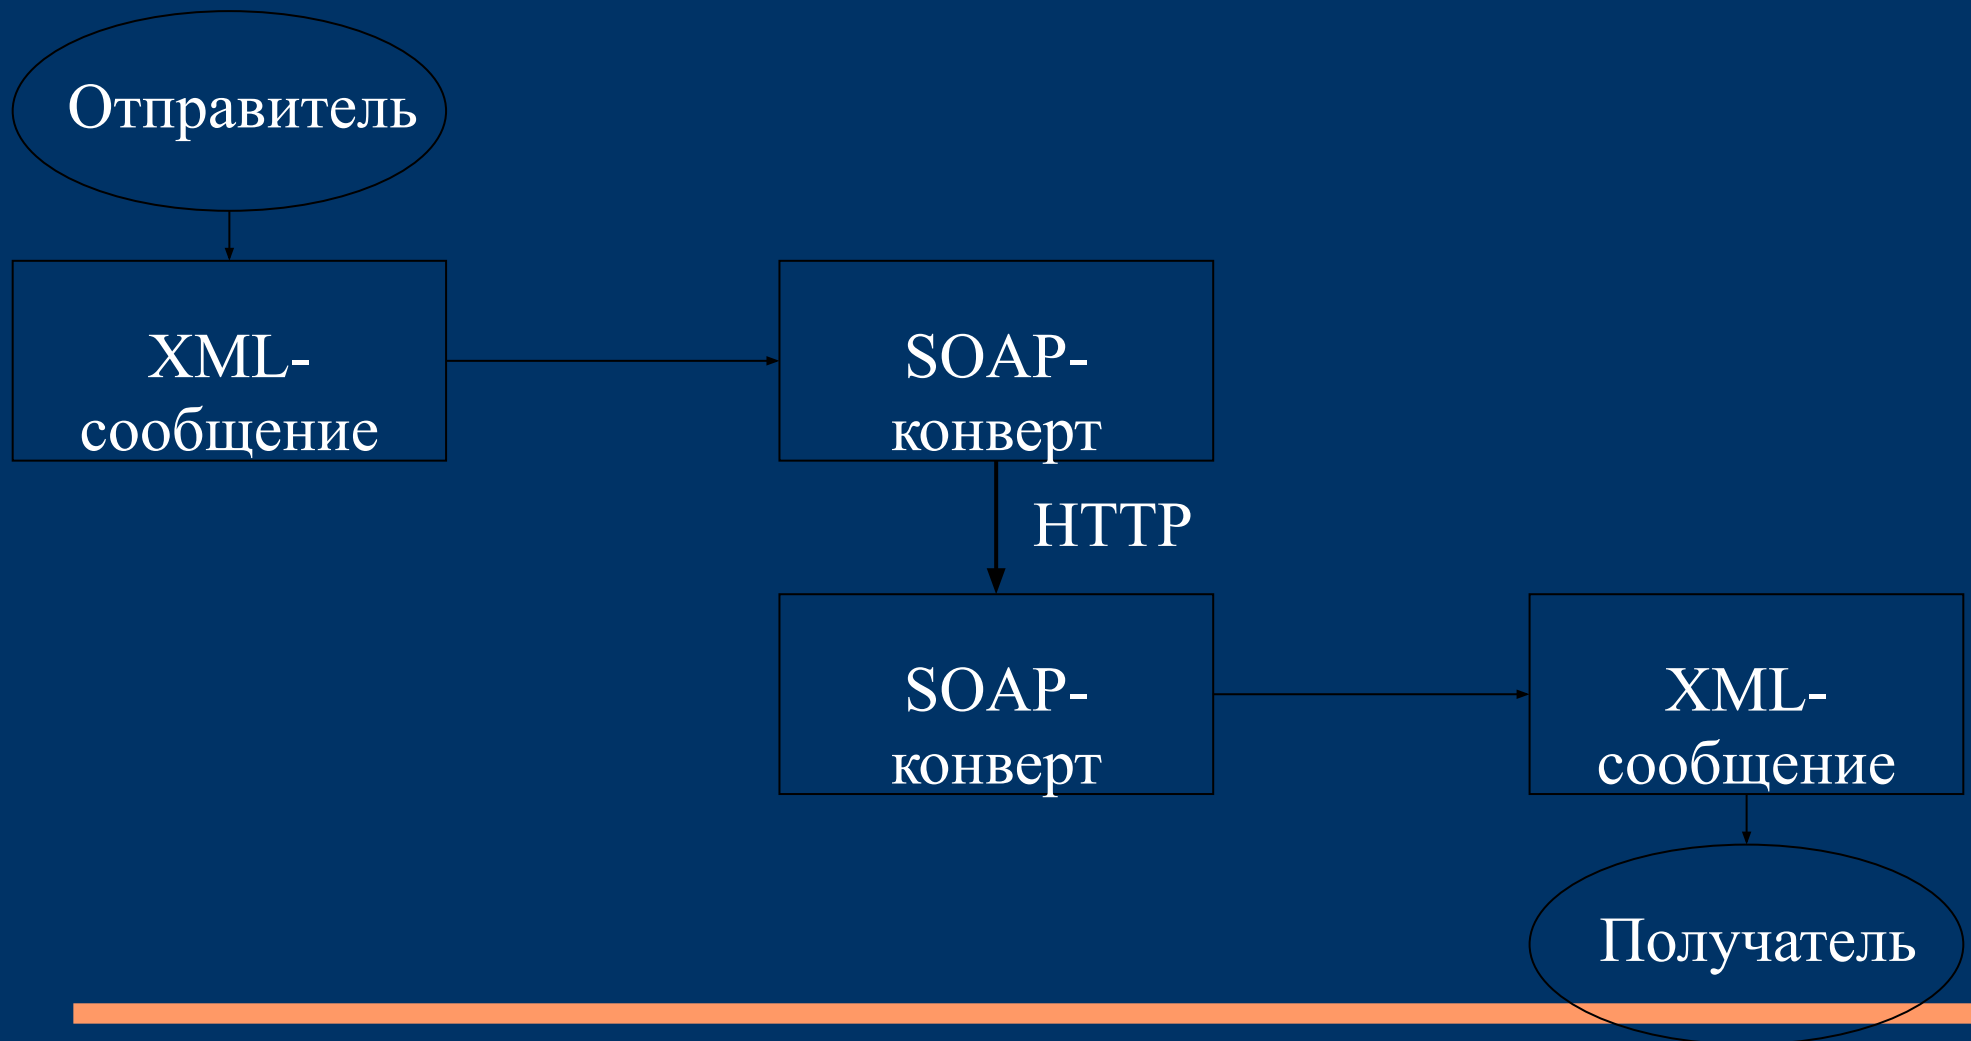 Отправитель
XML-
сообщение
SOAP-
конверт
HTTP
SOAP-
конверт
XML-
сообщение
Получатель